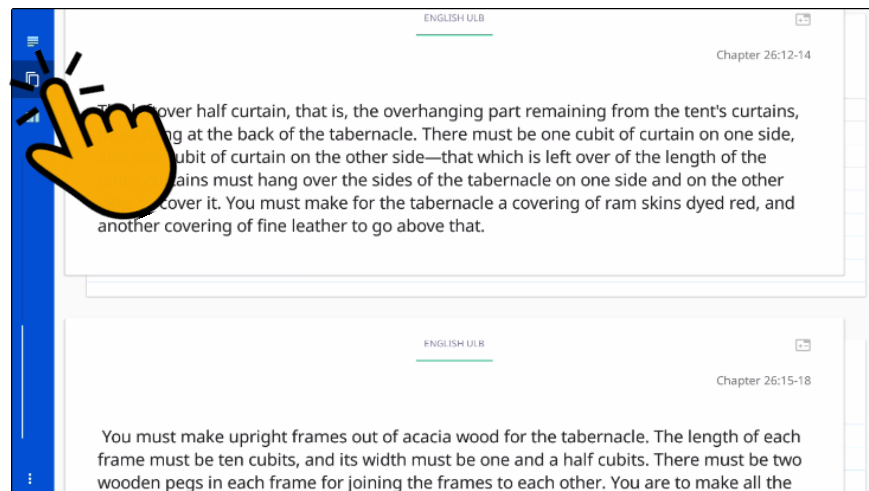 ENGLISH ULB
Chapter 26:12-14
over half curtain, that is, the overhanging part remaining from the tent's curtains,
at the back of the tabernacle. There must be one cubit of curtain on one side,
cubit of curtain on the other side—that which is left over of the length of the
must hang over the sides of the tabernacle on one side and on the other
cover it. You must make for the tabernacle a covering of ram skins dyed red, and
another covering of fine leather to go above that.
ENGLISH ULB
Chapter 26:15-18
You must make upright frames out of acacia wood for the tabernacle. The length of each
frame must be ten cubits, and its width must be one and a half cubits. There must be two
wooden pegs in each frame for joining the frames to each other. You are to make all the